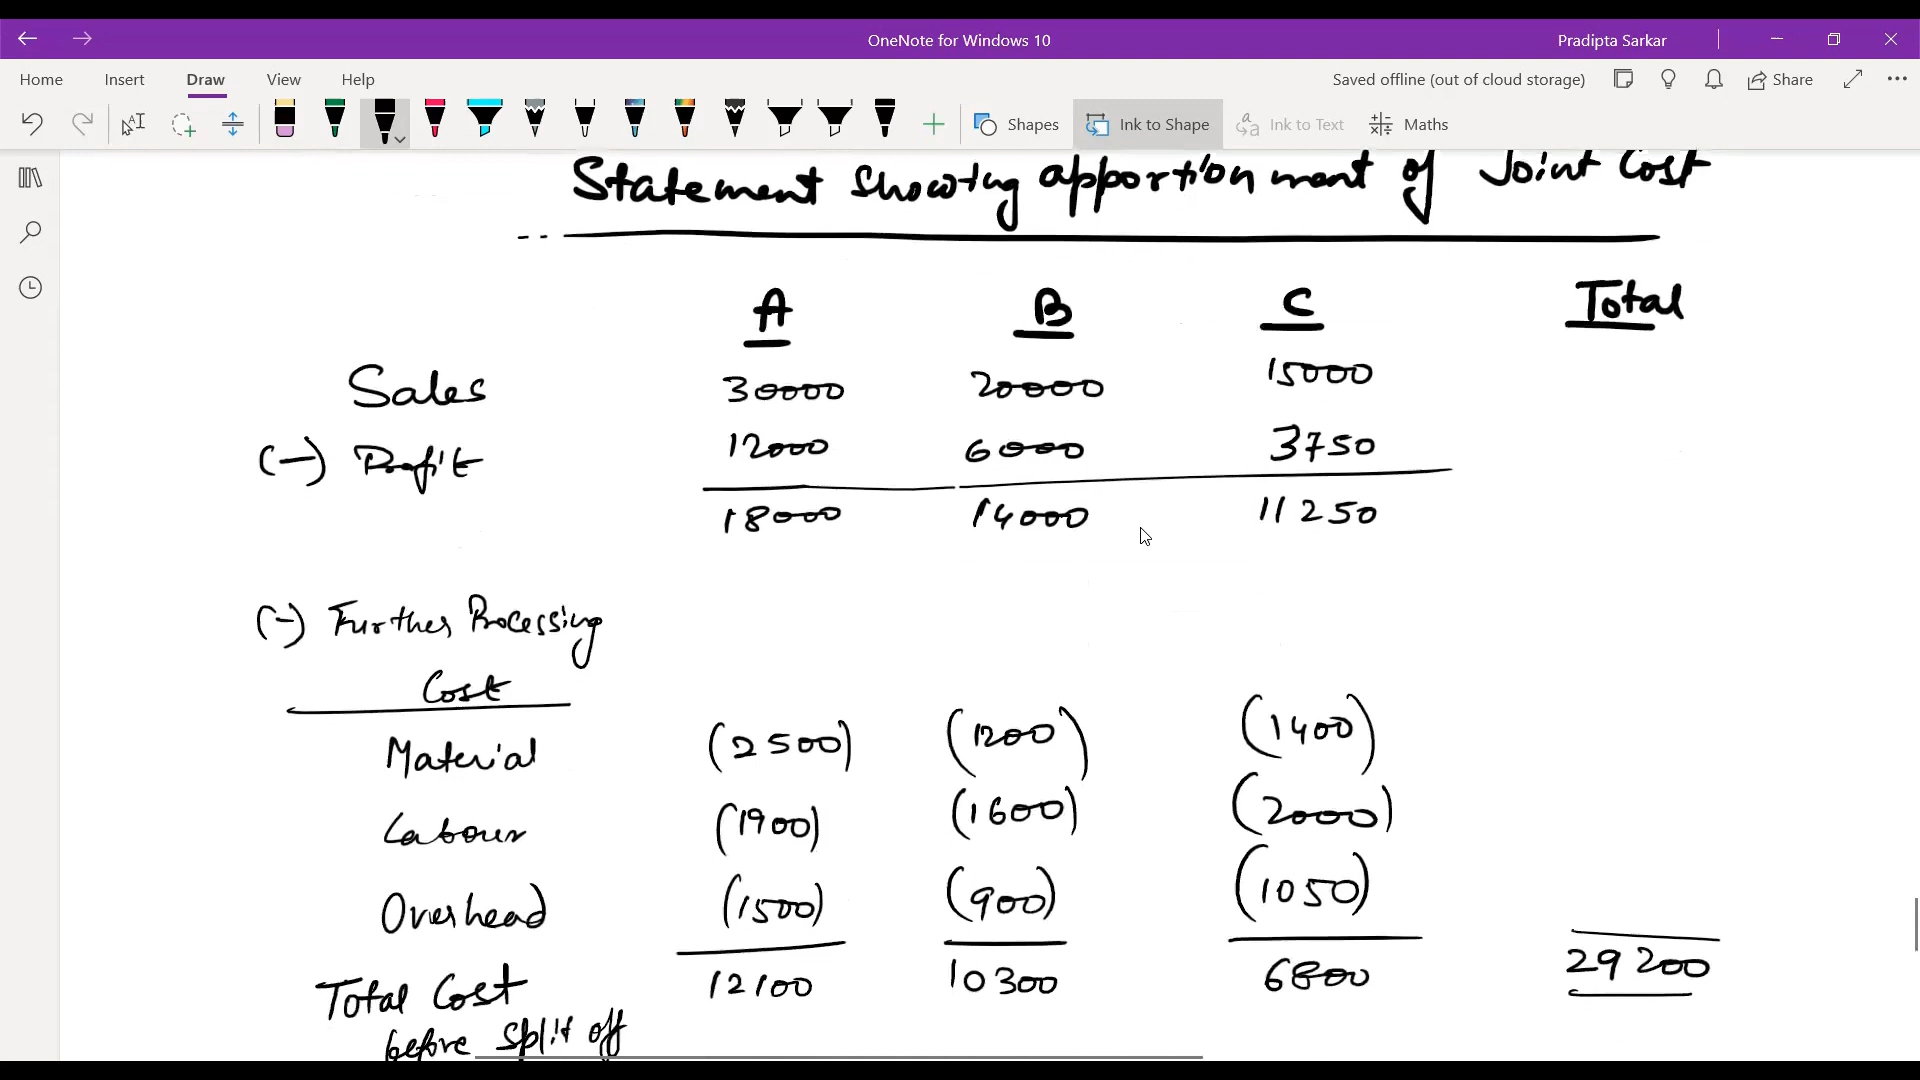 OneNote for Windows 10
Pradipta Sarkar
Home Insert Draw View Help
Saved offline (out of cloud storage)
Share
Shapes
Ink to Shape
Ink to Text
Maths
Statement showing apportionment of Joint Cost
A B C Total
Sales 30000 20000 15000
(-) Profit 12000 6000 3750
18000 14000 11250
(-) Further Processing
Cost
Material (2500) (1200) (1400)
Labour (1900) (1600) (2000)
Overhead (1500) (900) (1050)
Total Cost 12100 10300 6800 29200
before split off